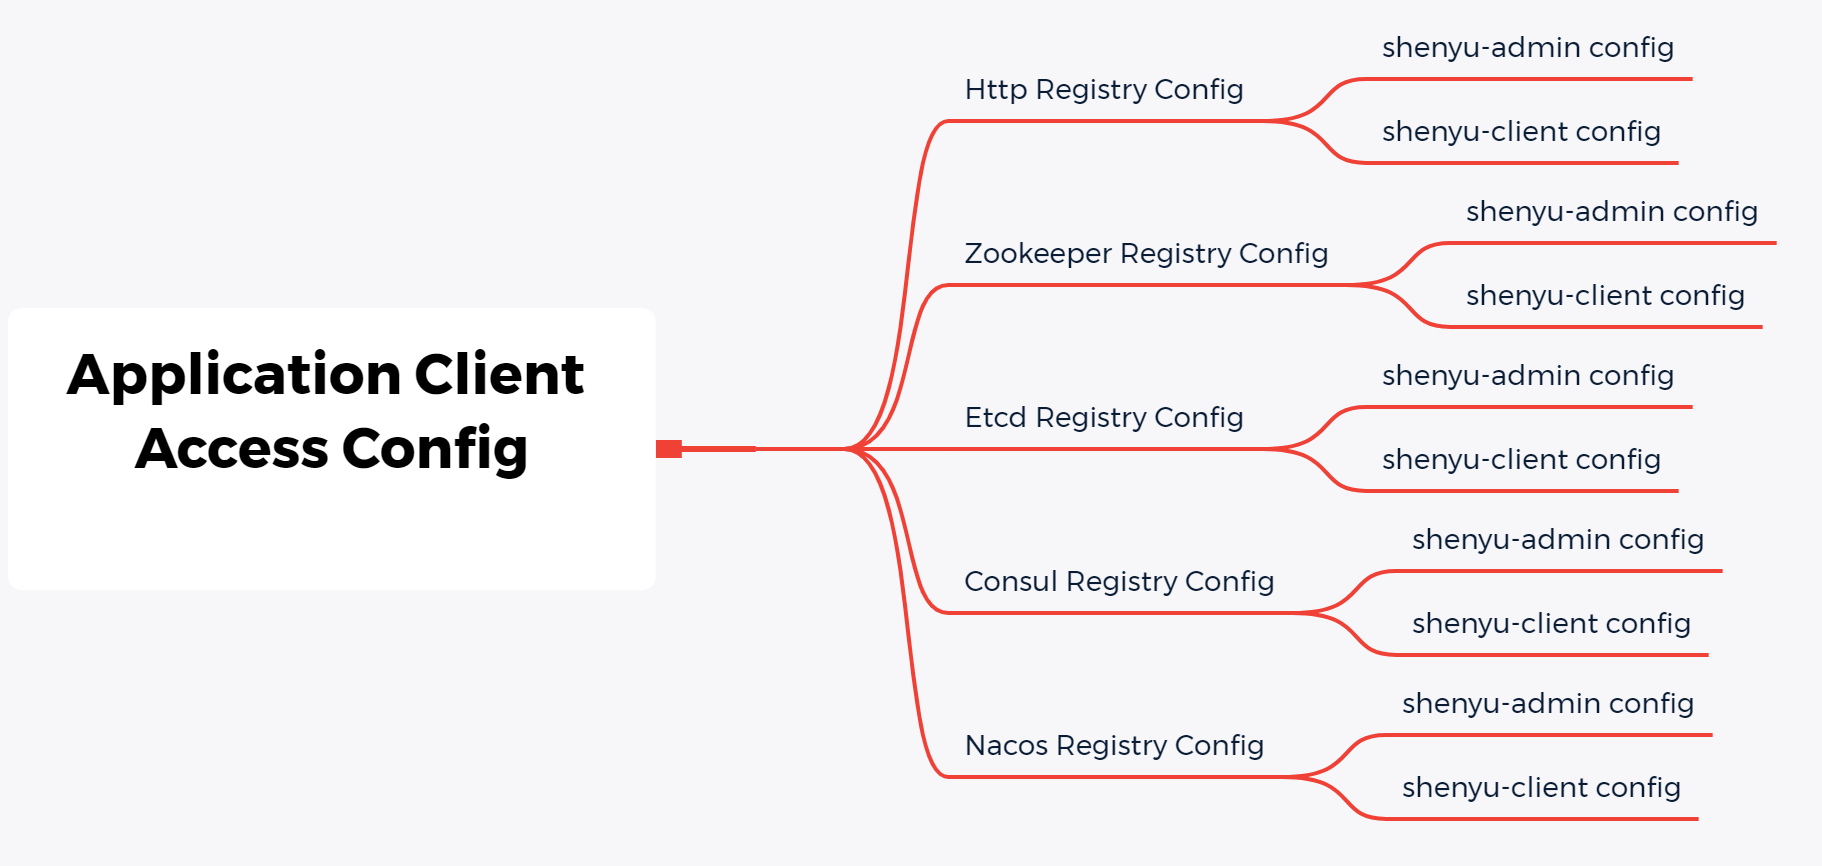 Application Client
Access Config
Http Registry Config
shenyu-admin config
shenyu-client config
Zookeeper Registry Config
shenyu-admin config
shenyu-client config
Etcd Registry Config
shenyu-admin config
shenyu-client config
Consul Registry Config
shenyu-admin config
shenyu-client config
Nacos Registry Config
shenyu-admin config
shenyu-client config